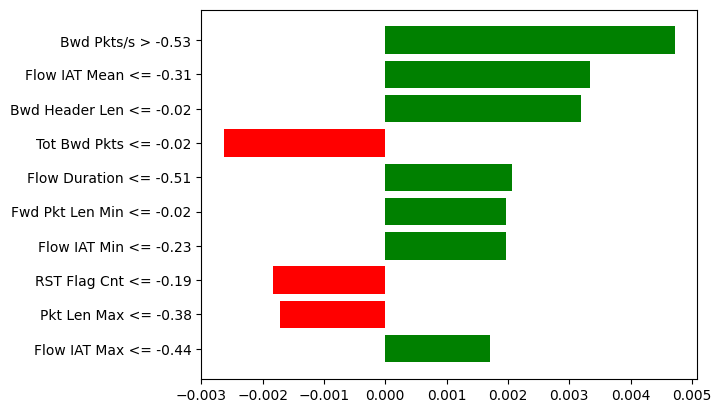 Bwd Pkts/s > -0.53
Flow IAT Mean <= -0.31
Bwd Header Len <= -0.02
Tot Bwd Pkts <= -0.02
Flow Duration <= -0.51
Fwd Pkt Len Min <= -0.02
Flow IAT Min <= -0.23
RST Flag Cnt <= -0.19
Pkt Len Max <= -0.38
Flow IAT Max <= -0.44
−0.003 −0.002 −0.001 0.000 0.001 0.002 0.003 0.004 0.005